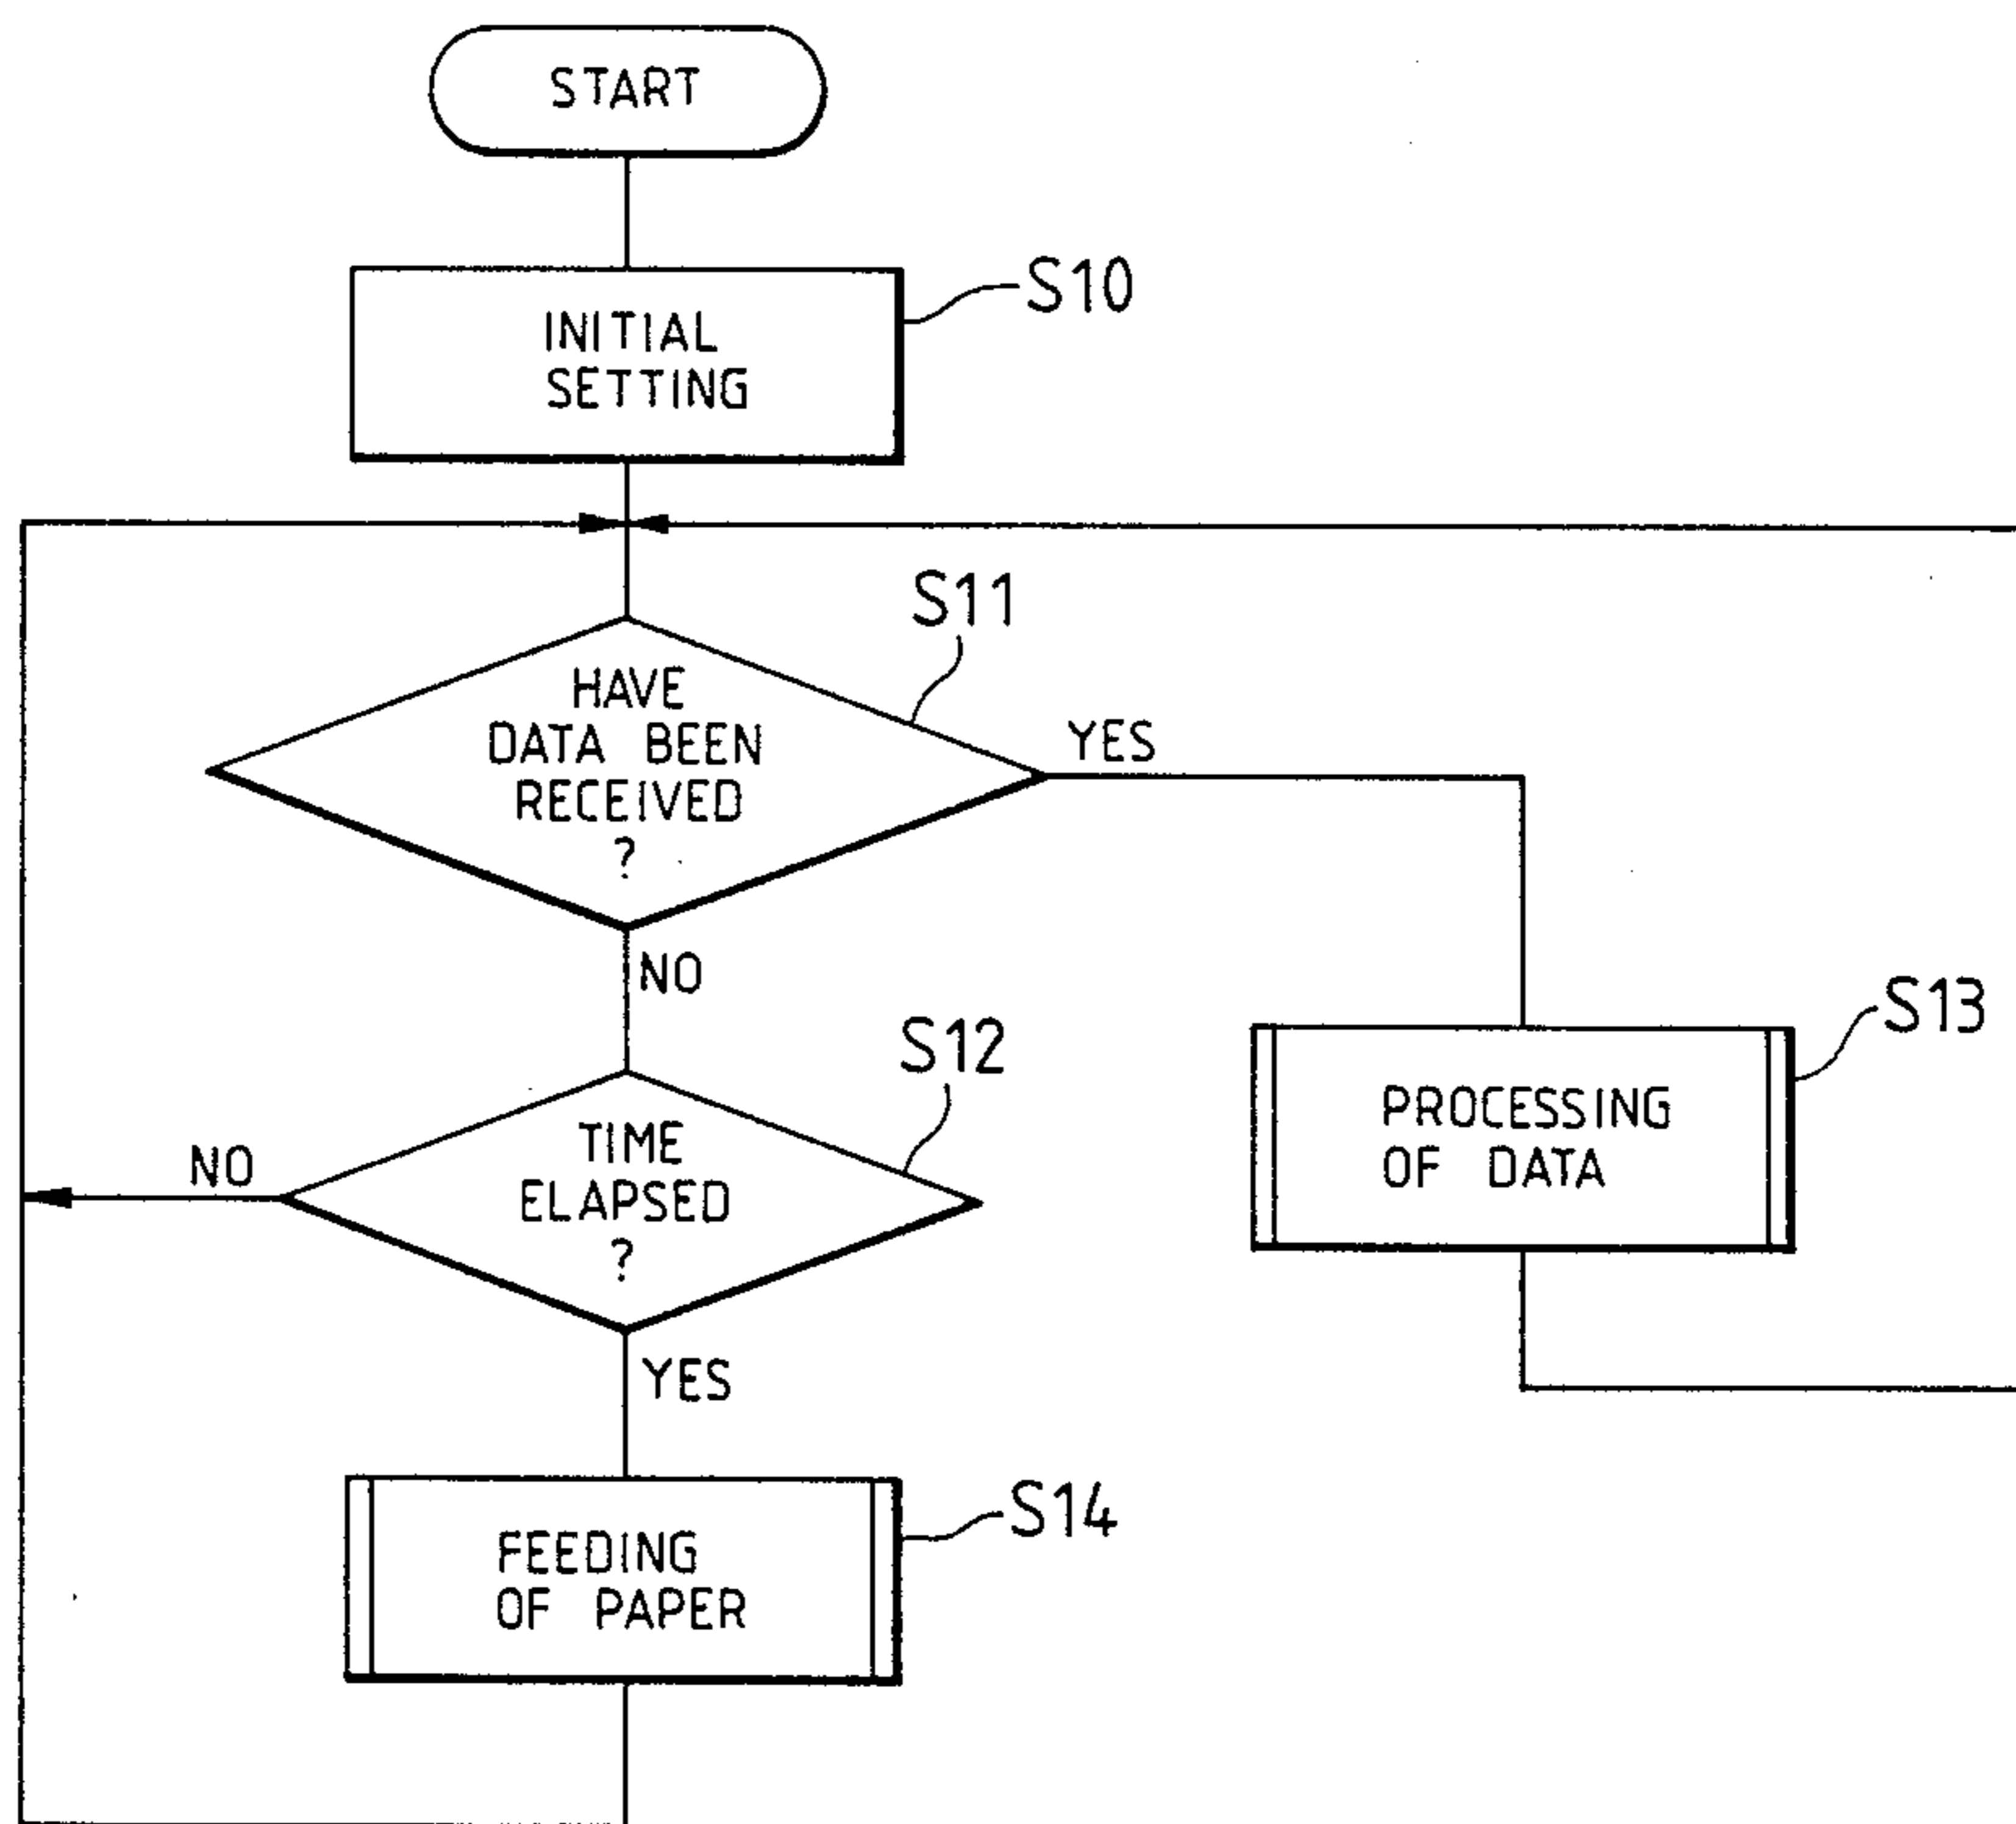 START
S10
INITIAL
SETTING
S11
HAVE
DATA BEEN
RECEIVED
?
YES
NO
S12
S13
TIME
ELAPSED
?
NO
PROCESSING
OF DATA
YES
S14
FEEDING
OF PAPER